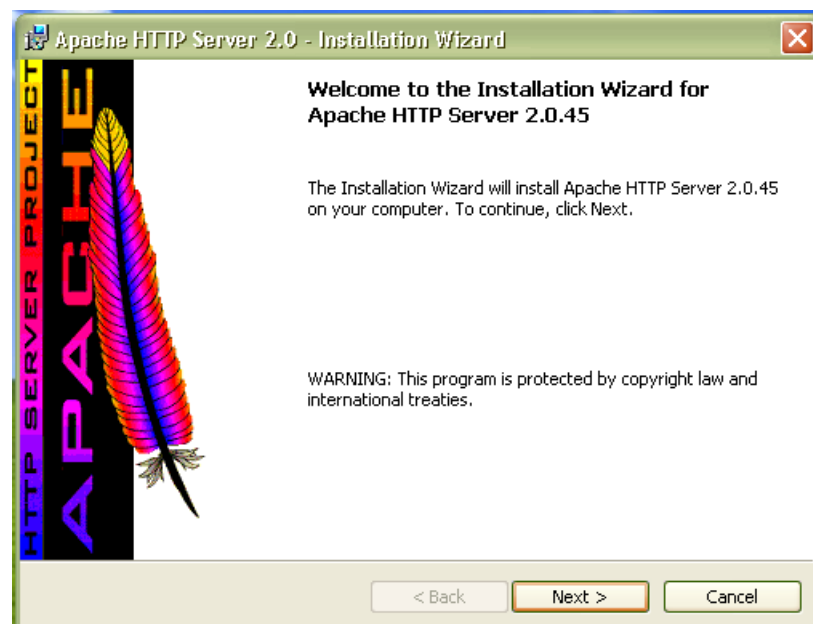 Apache HTTP Server 2.0 - Installation Wizard
HTTP SERVER PROJECT
APACHE
Welcome to the Installation Wizard for
Apache HTTP Server 2.0.45
The Installation Wizard will install Apache HTTP Server 2.0.45
on your computer. To continue, click Next.
WARNING: This program is protected by copyright law and
international treaties.
< Back Next > Cancel